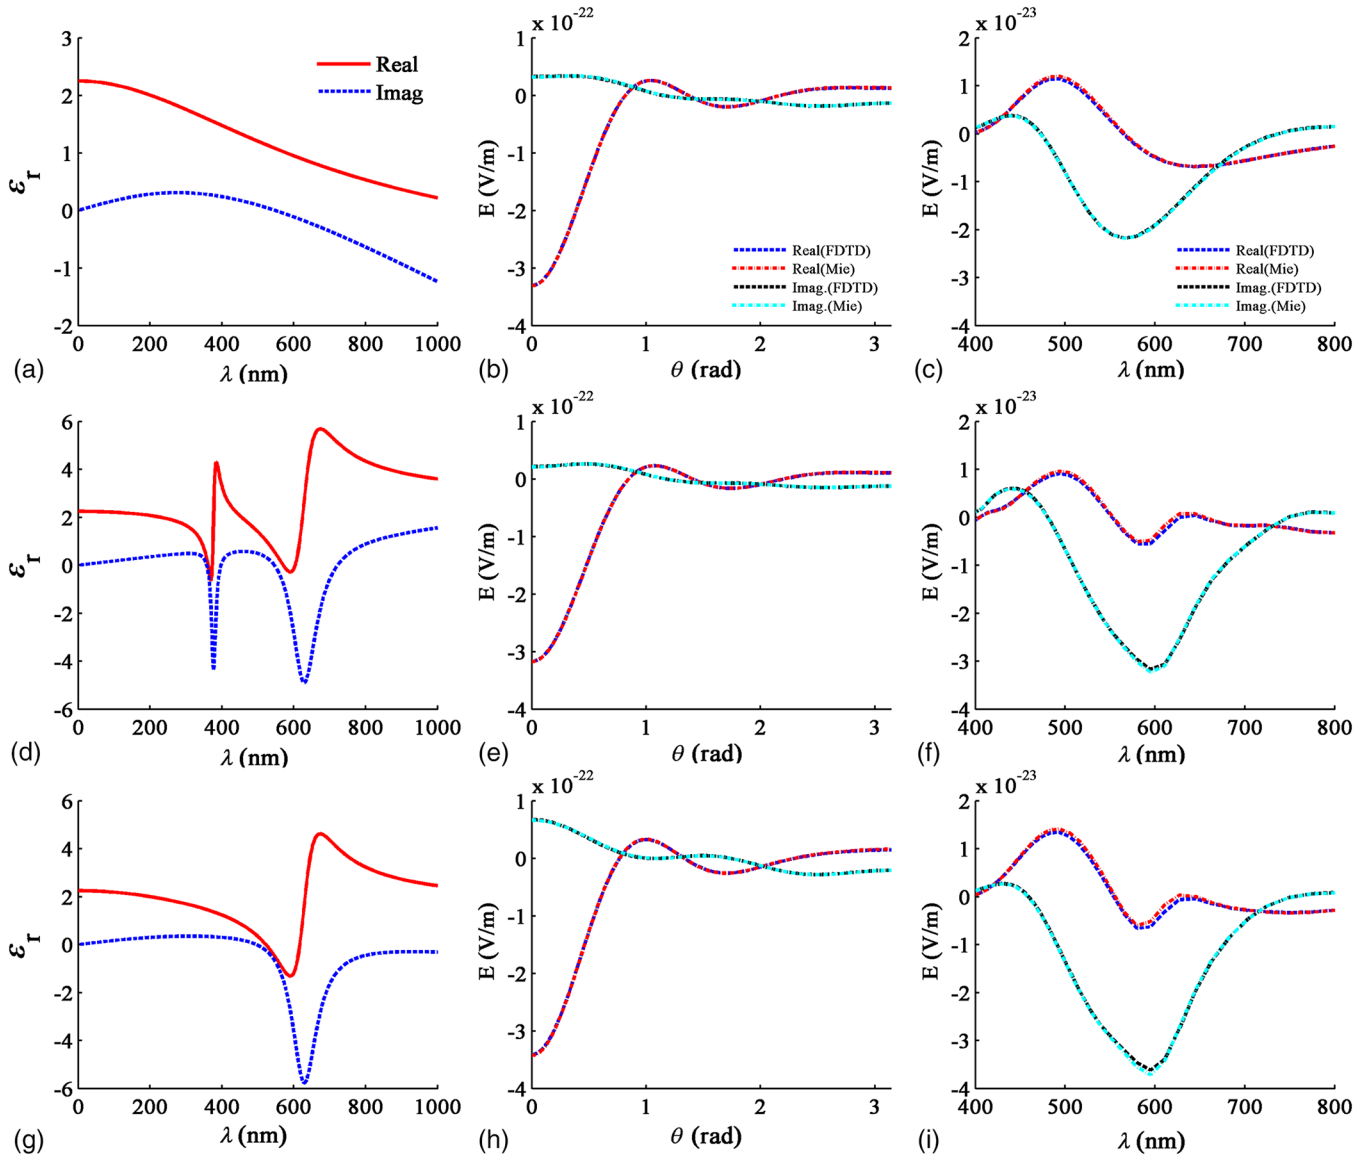 x 10⁻²² x 10⁻²³
3 1 2
Real
Imag
2 0 1
1 -1 0
εr E (V/m) E (V/m)
0 -2 -1
Real(FDTD) Real(FDTD)
Real(Mie) Real(Mie)
Imag.(FDTD) Imag.(FDTD)
Imag.(Mie) Imag.(Mie)
-1 -3 -2
-2 -4 -3
0 200 400 600 800 1000 0 1 2 3 400 500 600 700 800
(a) λ (nm) (b) θ (rad) (c) λ (nm)
x 10⁻²² x 10⁻²³
6 1 2
4 0 1
2 -1 0
εr E (V/m) E (V/m)
0
-2 -2 -1
-4 -3 -2
-3
-6 -4 -4
0 200 400 600 800 1000 0 1 2 3 400 500 600 700 800
(d) λ (nm) (e) θ (rad) (f) λ (nm)
x 10⁻²² x 10⁻²³
6 1 2
4 0 1
2 -1 0
εr E (V/m) E (V/m)
0
-2 -2 -1
-4 -3 -2
-3
-6 -4 -4
0 200 400 600 800 1000 0 1 2 3 400 500 600 700 800
(g) λ (nm) (h) θ (rad) (i) λ (nm)